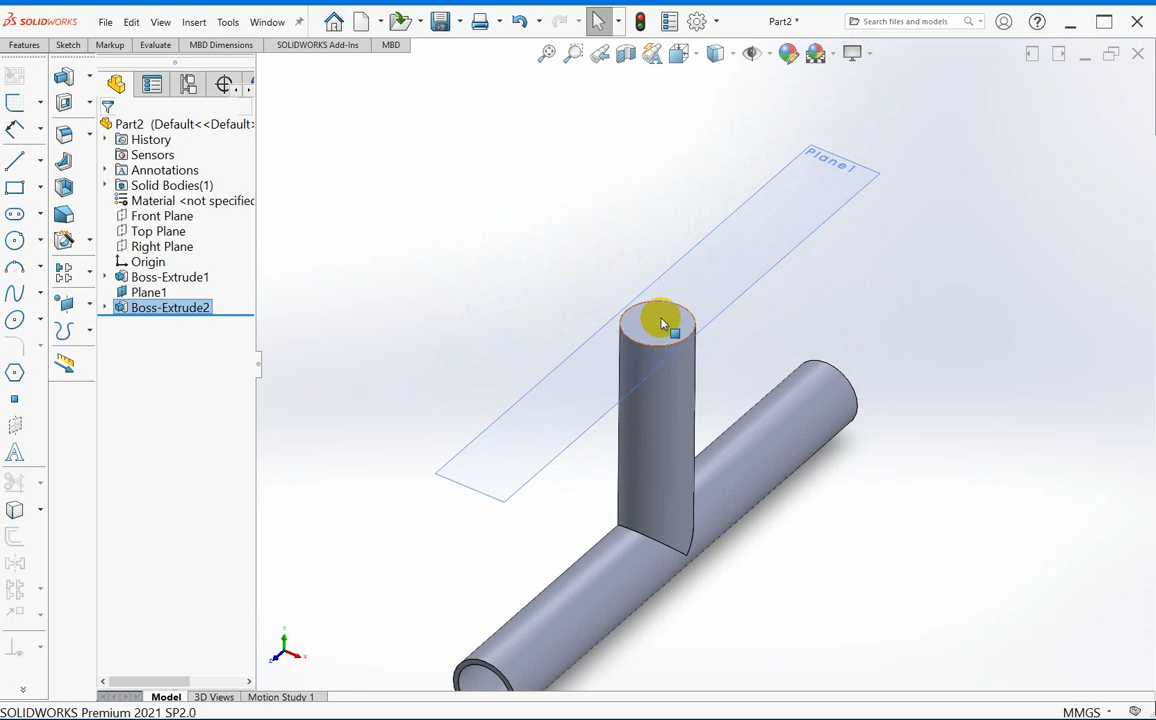 SOLIDWORKS File Edit View Insert Tools Window Part2 * Search files and models
Features Sketch Markup Evaluate MBD Dimensions SOLIDWORKS Add-Ins MBD
Part2 (Default<<Default>
History
Sensors
Annotations
Solid Bodies(1)
Material <not specified
Front Plane
Top Plane
Right Plane
Origin
Boss-Extrude1
Plane1
Boss-Extrude2
Plane1
Y
X
Z
Model 3D Views Motion Study 1
SOLIDWORKS Premium 2021 SP2.0 MMGS